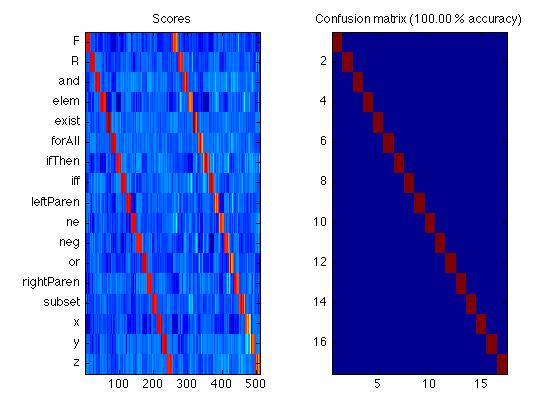 Scores
F
R
and
elem
exist
forAll
ifThen
iff
leftParen
ne
neg
or
rightParen
subset
x
y
z
100 200 300 400 500
Confusion matrix (100.00 % accuracy)
2
4
6
8
10
12
14
16
5 10 15